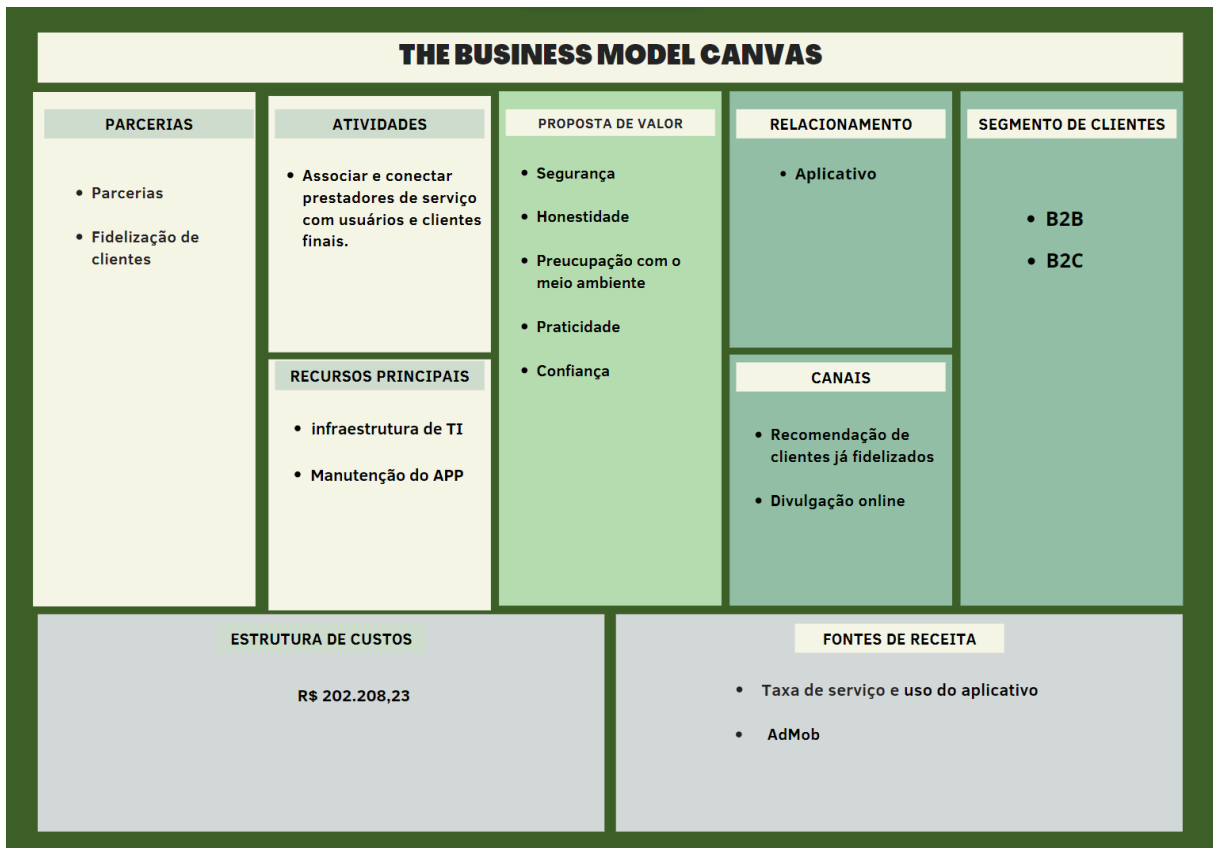 THE BUSINESS MODEL CANVAS
PARCERIAS
• Parcerias
• Fidelização de
clientes
ATIVIDADES
• Associar e conectar
prestadores de serviço
com usuários e clientes
finais.
RECURSOS PRINCIPAIS
• infraestrutura de TI
• Manutenção do APP
PROPOSTA DE VALOR
• Segurança
• Honestidade
• Preucupação com o
meio ambiente
• Praticidade
• Confiança
RELACIONAMENTO
• Aplicativo
CANAIS
• Recomendação de
clientes já fidelizados
• Divulgação online
SEGMENTO DE CLIENTES
• B2B
• B2C
ESTRUTURA DE CUSTOS
R$ 202.208,23
FONTES DE RECEITA
• Taxa de serviço e uso do aplicativo
• AdMob